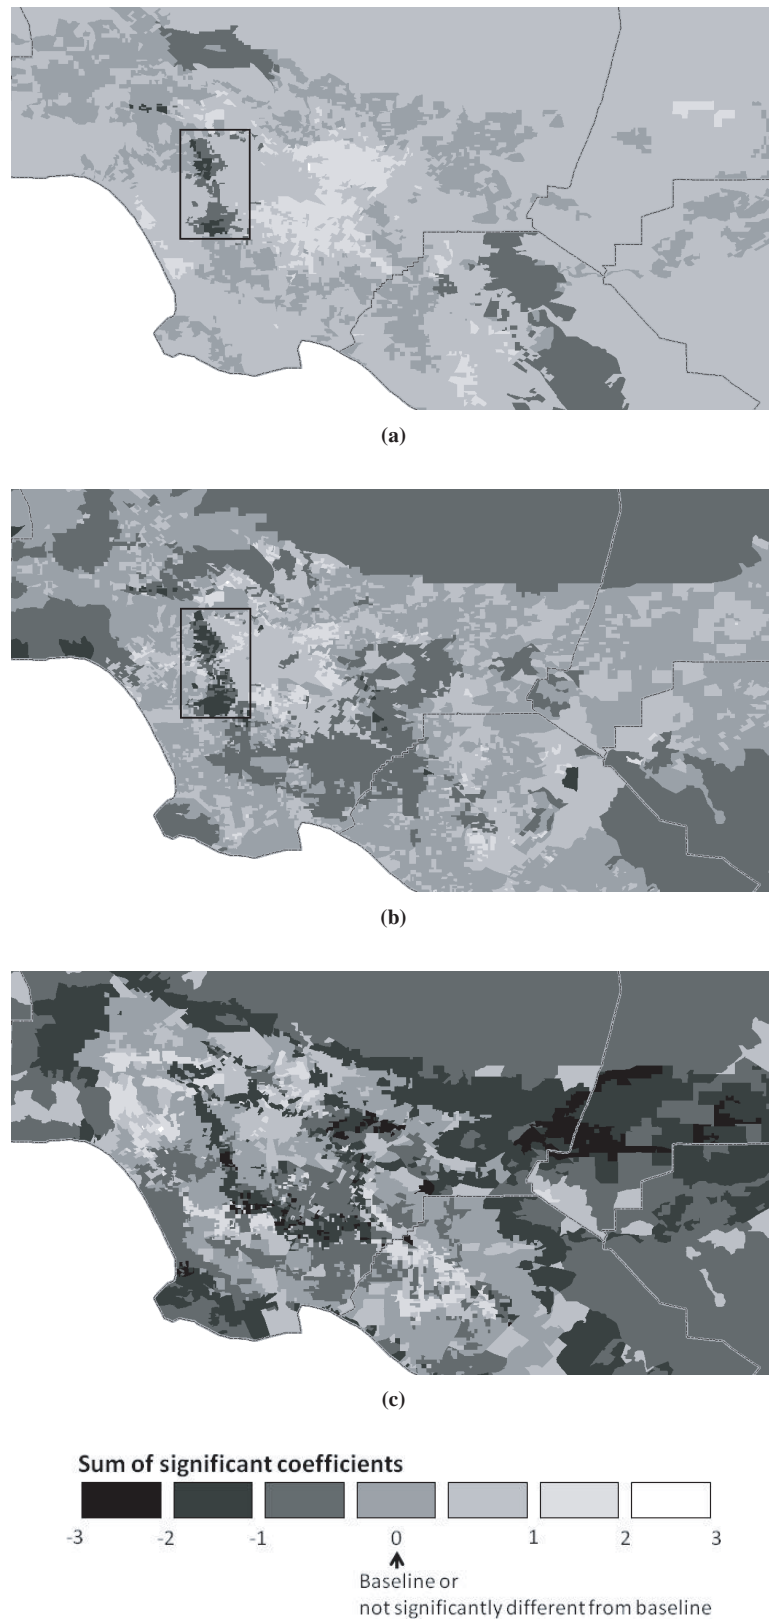 (a)
(b)
(c)
Sum of significant coefficients
-3 -2 -1 0 1 2 3
Baseline or
not significantly different from baseline